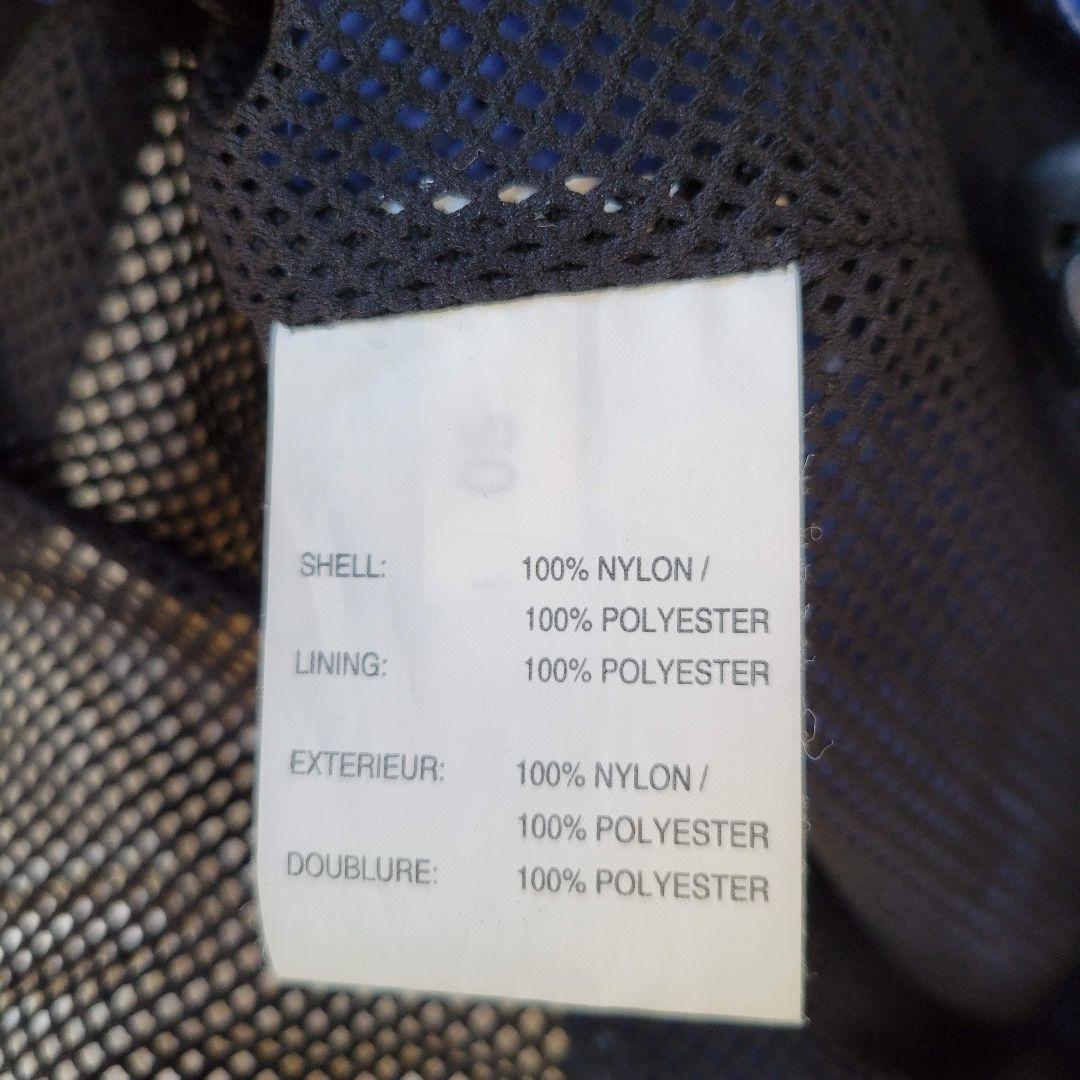 SHELL: 100% NYLON /
100% POLYESTER
LINING: 100% POLYESTER
EXTERIEUR: 100% NYLON /
100% POLYESTER
DOUBLURE: 100% POLYESTER